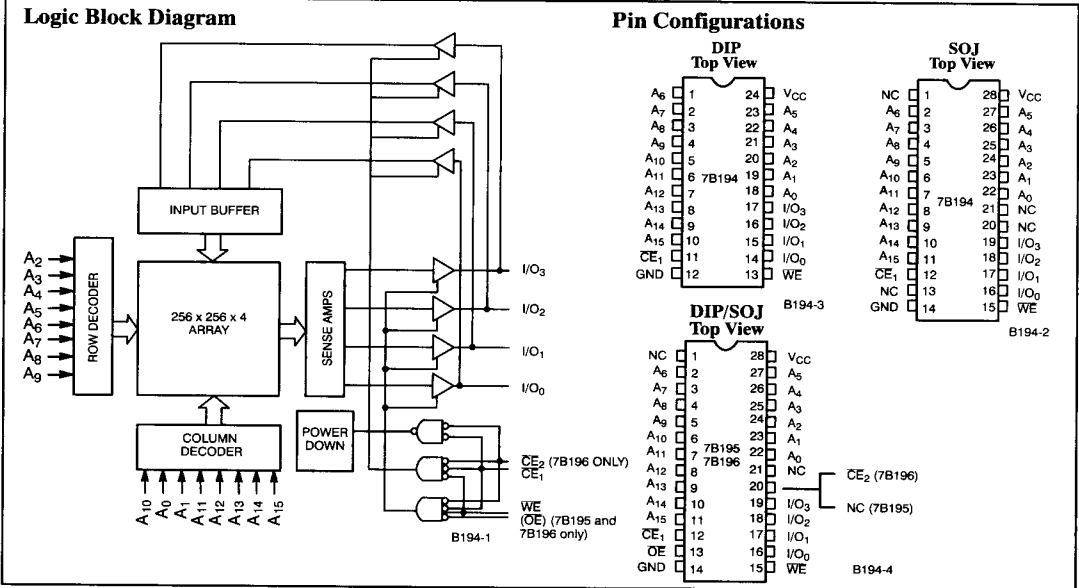 Logic Block Diagram
INPUT BUFFER
A2
A3
A4
A5
A6
A7
A8
A9
ROW DECODER
256 x 256 x 4
ARRAY
SENSE AMPS
I/O3
I/O2
I/O1
I/O0
COLUMN
DECODER
POWER
DOWN
A10
A0
A1
A11
A12
A13
A14
A15
CE2 (7B196 ONLY)
CE1
WE
(OE) (7B195 and
7B196 only)
B194-1
Pin Configurations
DIP
Top View
A6 1 24 VCC
A7 2 23 A5
A8 3 22 A4
A9 4 21 A3
A10 5 20 A2
A11 6 7B194 19 A1
A12 7 18 A0
A13 8 17 I/O3
A14 9 16 I/O2
A15 10 15 I/O1
CE1 11 14 I/O0
GND 12 13 WE
B194-3
SOJ
Top View
NC 1 28 VCC
A6 2 27 A5
A7 3 26 A4
A8 4 25 A3
A9 5 24 A2
A10 6 23 A1
A11 7 7B194 22 A0
A12 8 21 NC
A13 9 20 NC
A14 10 19 I/O3
A15 11 18 I/O2
CE1 12 17 I/O1
NC 13 16 I/O0
GND 14 15 WE
B194-2
DIP/SOJ
Top View
NC 1 28 VCC
A6 2 27 A5
A7 3 26 A4
A8 4 25 A3
A9 5 24 A2
A10 6 7B195 23 A1
A11 7 7B196 22 A0
A12 8 21 NC
A13 9 20
A14 10 19 I/O3
A15 11 18 I/O2
CE1 12 17 I/O1
OE 13 16 I/O0
GND 14 15 WE
CE2 (7B196)
NC (7B195)
B194-4